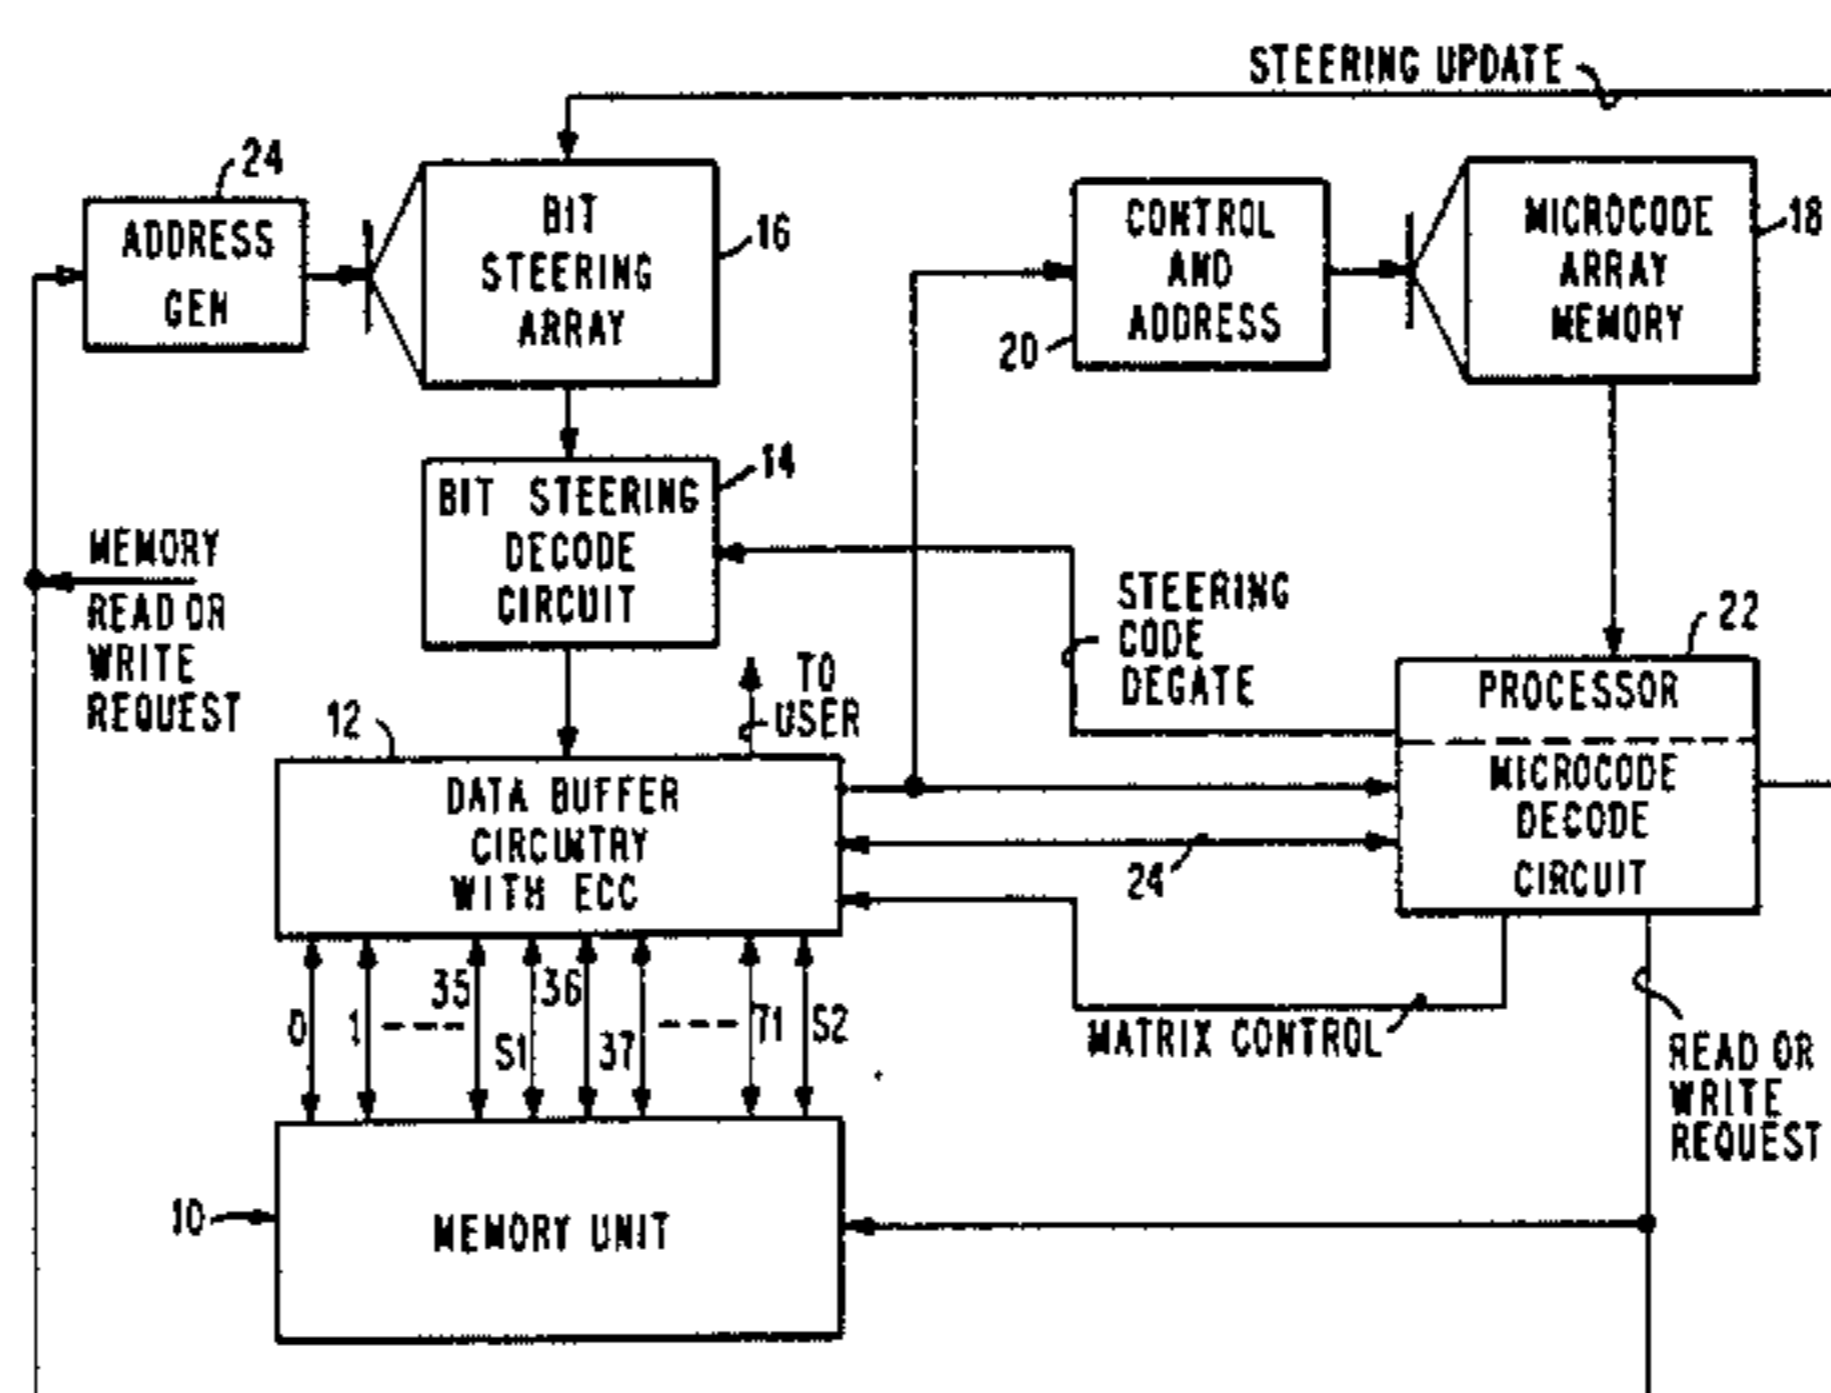 STEERING UPDATE
24
ADDRESS
GEN
BIT
STEERING
ARRAY
16
CONTROL
AND
ADDRESS
20
MICROCODE
ARRAY
MEMORY
18
BIT STEERING
DECODE
CIRCUIT
14
MEMORY
READ OR
WRITE
REQUEST
STEERING
CODE
DEGATE
22
PROCESSOR
MICROCODE
DECODE
CIRCUIT
TO
USER
12
DATA BUFFER
CIRCUITRY
WITH ECC
24
0
1
35
S1
36
37
71
S2
MATRIX CONTROL
READ OR
WRITE
REQUEST
10
MEMORY UNIT